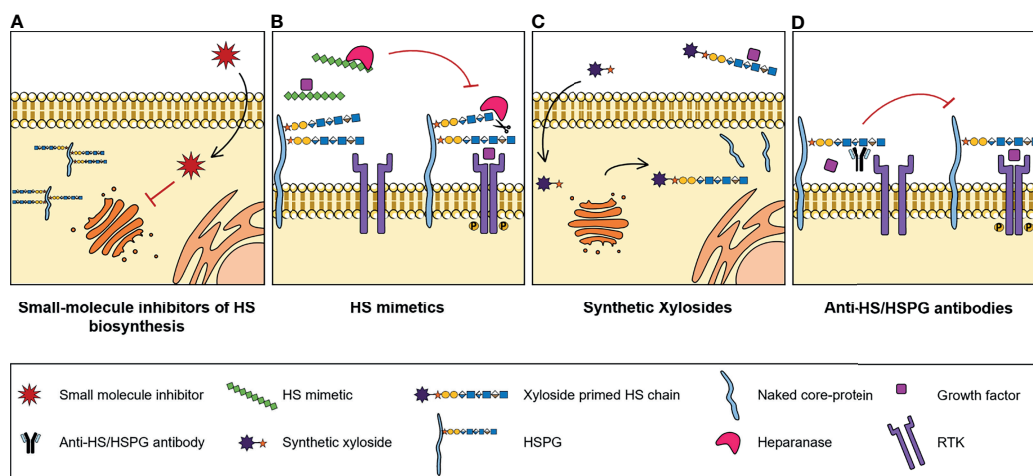 A
B
C
D
P
P
P
P
Small-molecule inhibitors of HS
biosynthesis
HS mimetics
Synthetic Xylosides
Anti-HS/HSPG antibodies
Small molecule inhibitor
HS mimetic
Xyloside primed HS chain
Naked core-protein
Growth factor
Anti-HS/HSPG antibody
Synthetic xyloside
HSPG
Heparanase
RTK